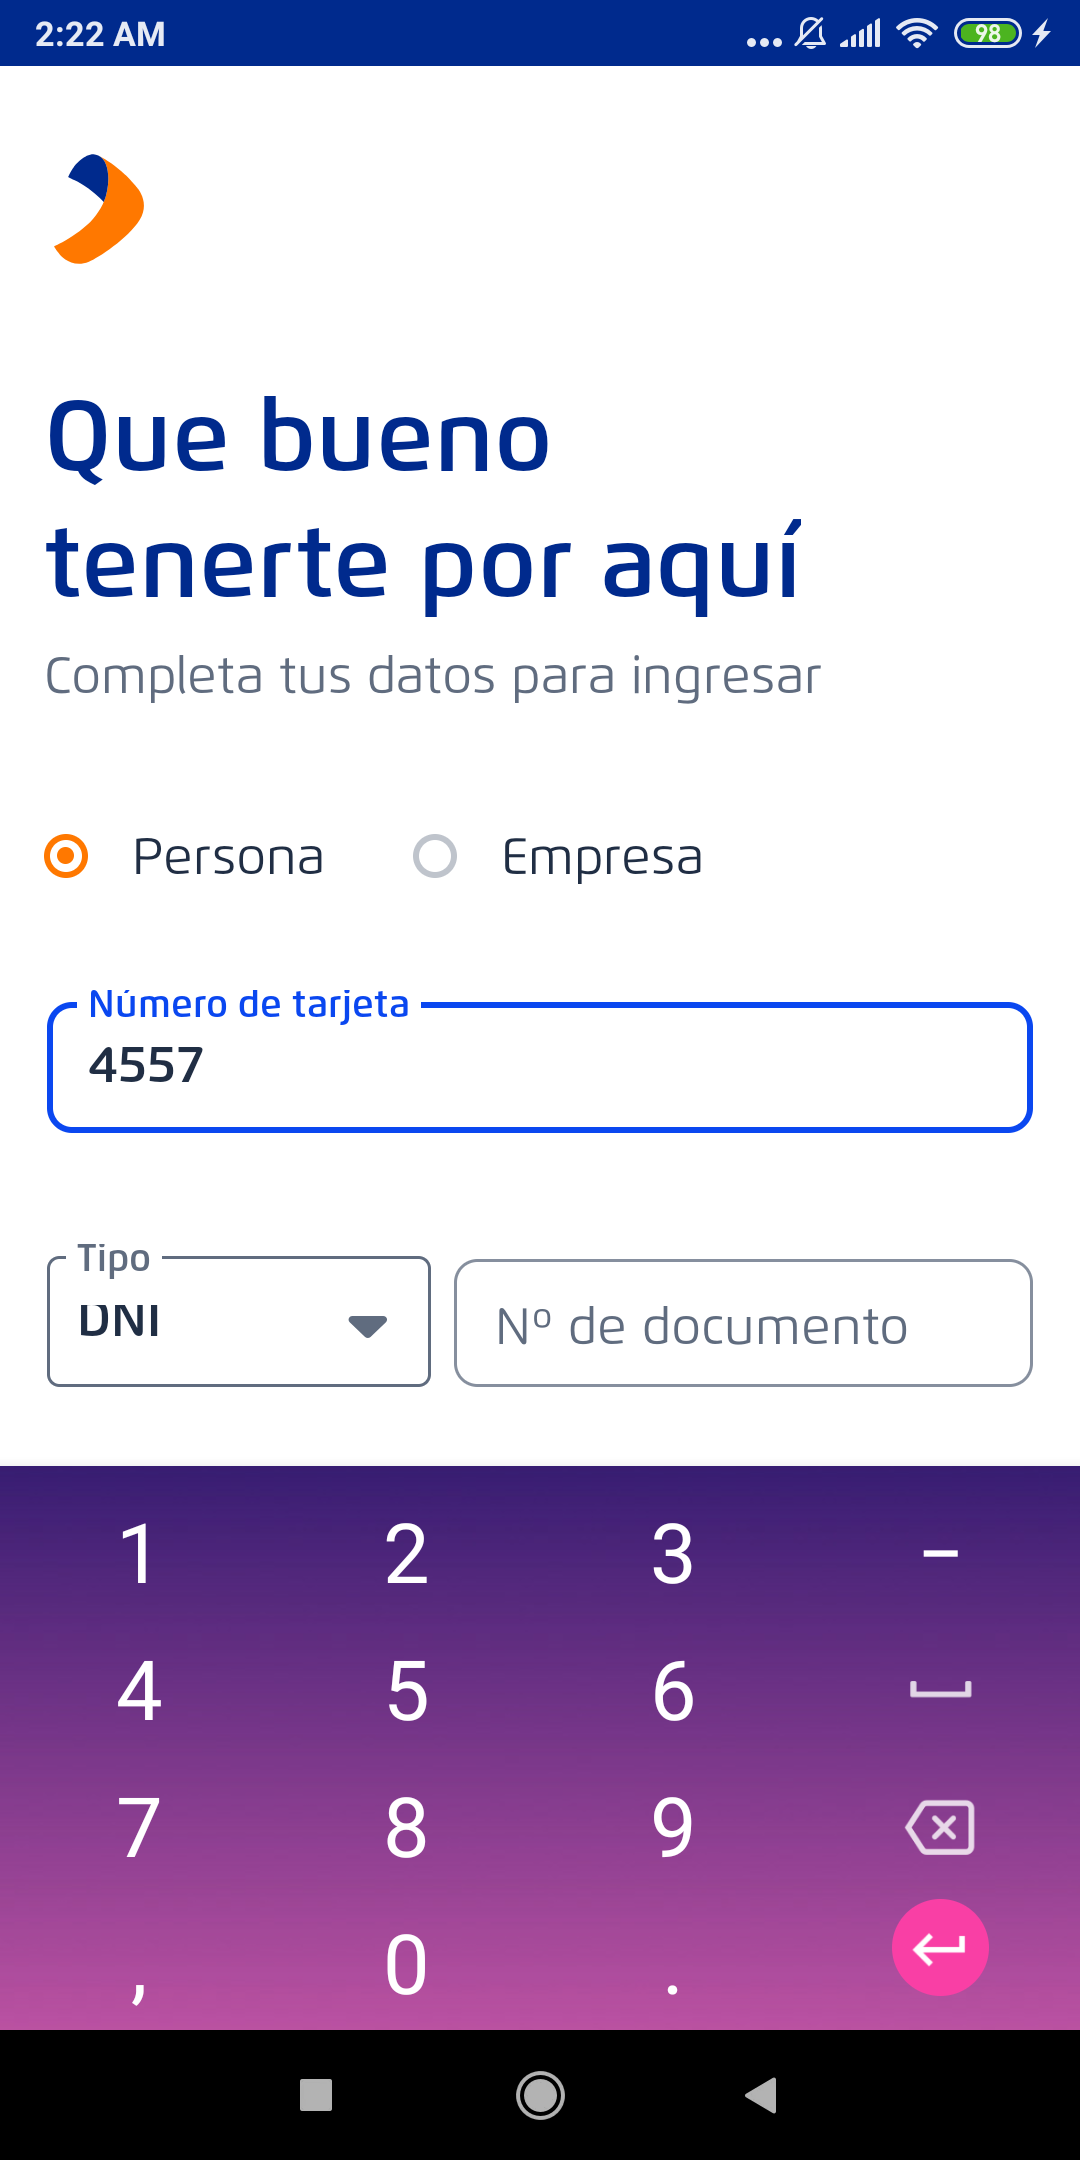 2:22 AM
98
Que bueno
tenerte por aquí
Completa tus datos para ingresar
Persona Empresa
Número de tarjeta
4557
Tipo
DNI
Nº de documento
1 2 3 –
4 5 6
7 8 9
, 0 .